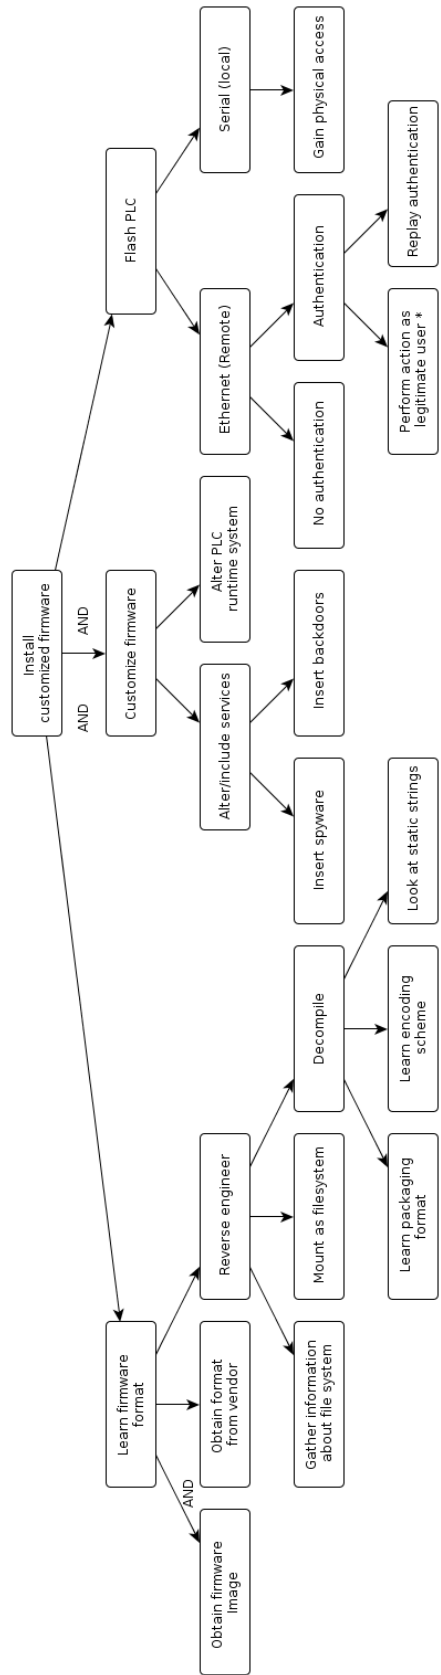 Install
customized firmware
AND
AND
Learn firmware
format
Customize firmware
Flash PLC
AND
Obtain firmware
Image
Obtain format
from vendor
Reverse engineer
Alter/include services
Alter PLC
runtime system
Ethernet (Remote)
Serial (local)
Gather information
about file system
Mount as filesystem
Decompile
Insert spyware
Insert backdoors
No authentication
Authentication
Gain physical access
Learn packaging
format
Learn encoding
scheme
Look at static strings
Perform action as
legitimate user *
Replay authentication